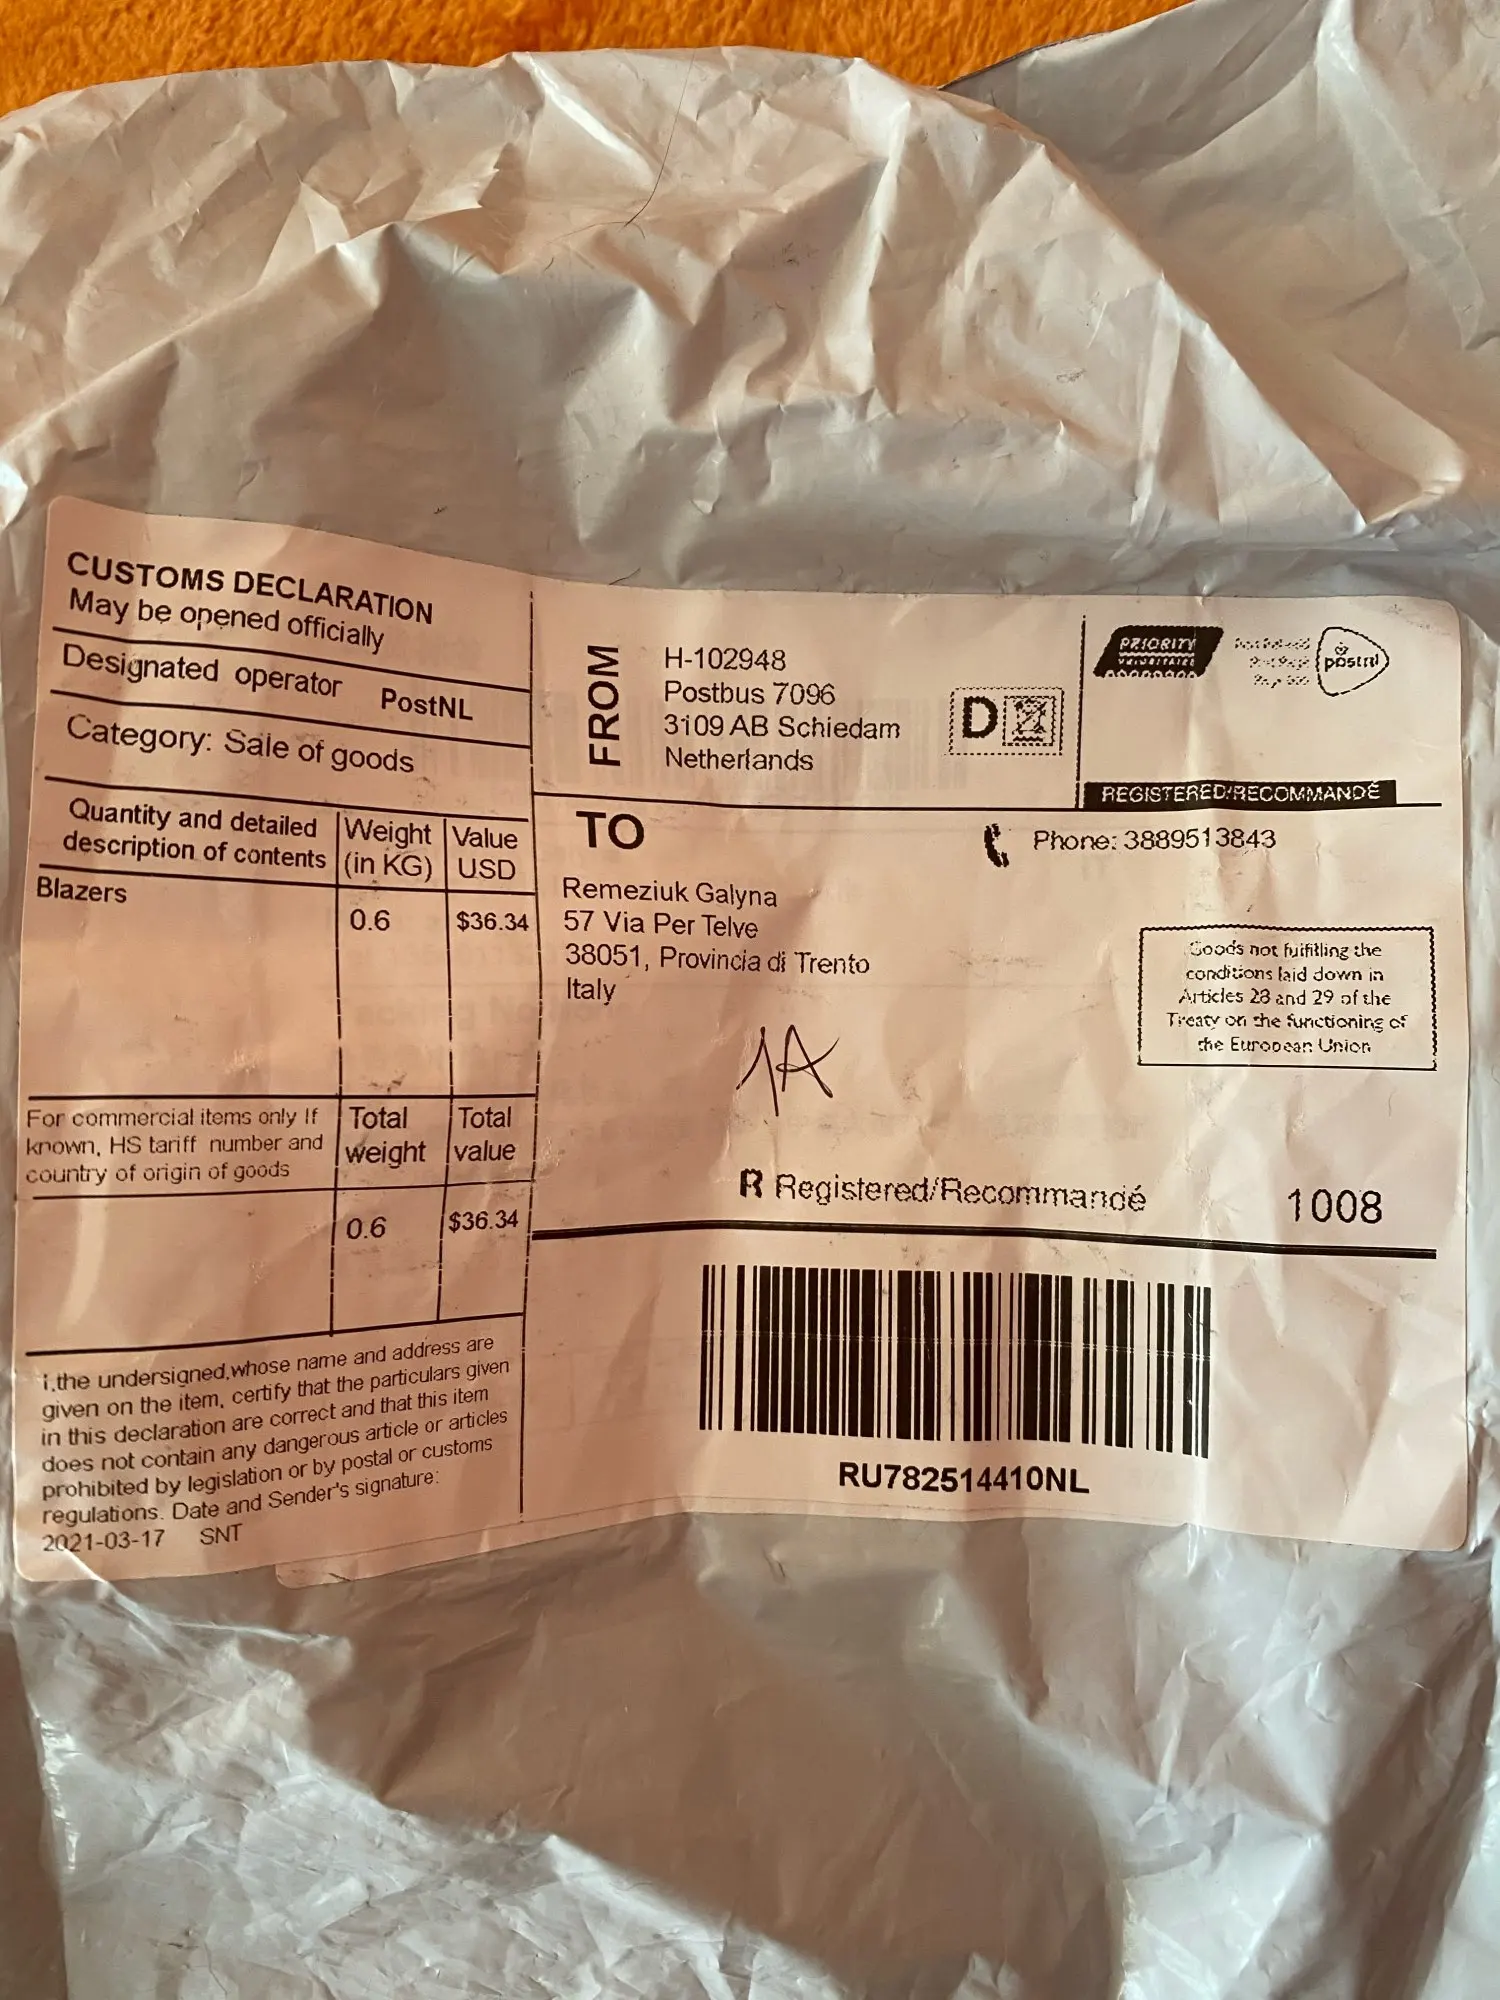 CUSTOMS DECLARATION
May be opened officially
Designated operator PostNL
Category: Sale of goods
Quantity and detailed description of contents
Weight (in KG)
Value USD
Blazers
0.6
$36.34
For commercial items only If
known, HS tariff number and
country of origin of goods
Total weight
Total value
0.6
$36.34
I,the undersigned,whose name and address are
given on the item, certify that the particulars given
in this declaration are correct and that this item
does not contain any dangerous article or articles
prohibited by legislation or by postal or customs
regulations. Date and Sender's signature:
2021-03-17 SNT
FROM
H-102948
Postbus 7096
3109 AB Schiedam
Netherlands
D
PRIORITY
PRIORITAIRE
postnl
REGISTERED/RECOMMANDÉ
TO
Phone: 3889513843
Remeziuk Galyna
57 Via Per Telve
38051, Provincia di Trento
Italy
Goods not fulfilling the
conditions laid down in
Articles 28 and 29 of the
Treaty on the functioning of
the European Union
1A
R Registered/Recommandé
1008
RU782514410NL